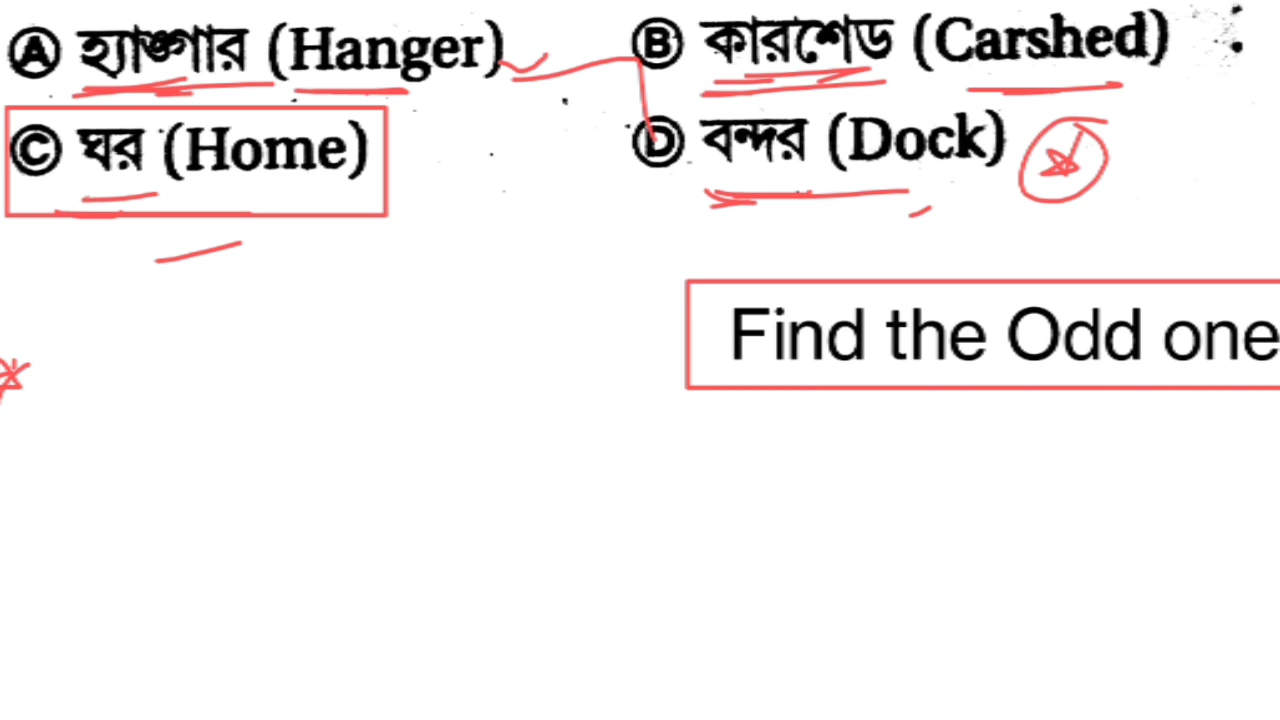 Ⓐ হ্যাঙ্গার (Hanger) Ⓑ কারশেড (Carshed)
Ⓒ ঘর (Home) Ⓓ বন্দর (Dock)
Find the Odd one